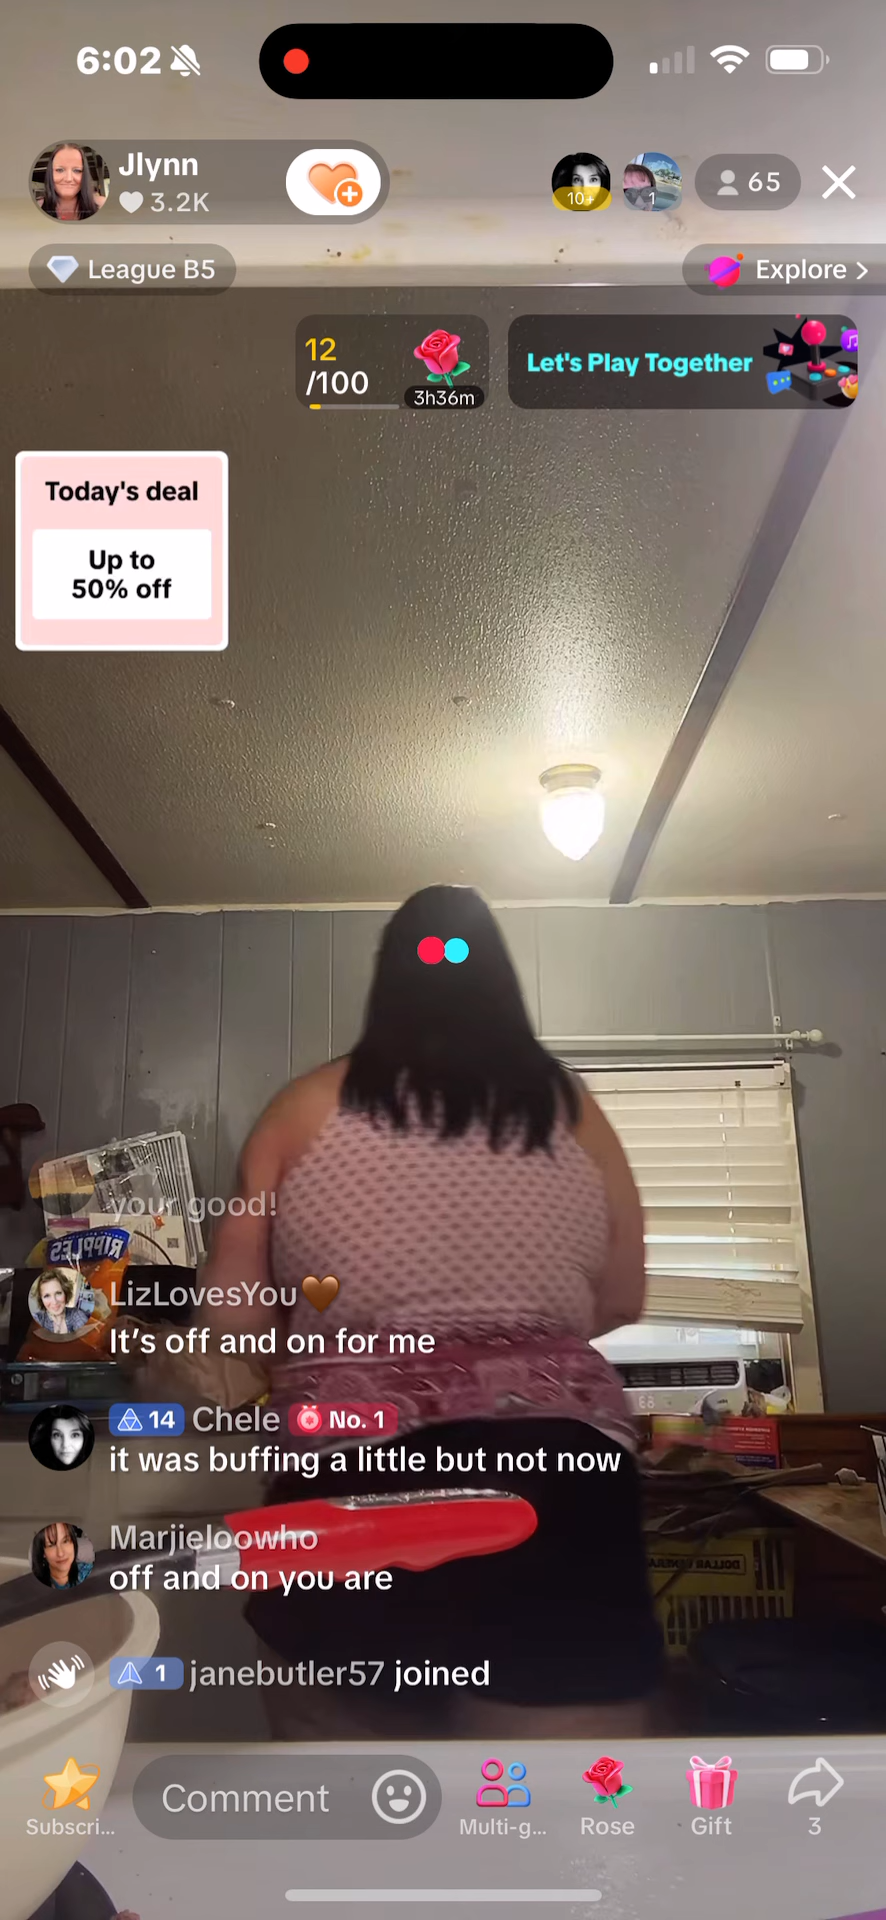 6:02
Jlynn
3.2K
10+
1
65
League B5
Explore >
12
/100
3h36m
Let's Play Together
Today's deal
Up to
50% off
your good!
RIPPLES
LizLovesYou🤎
It's off and on for me
14 Chele No. 1
it was buffing a little but not now
Marjieloowho
off and on you are
DOLLAR GENERAL
1 janebutler57 joined
Comment
Subscri...
Multi-g...
Rose
Gift
3